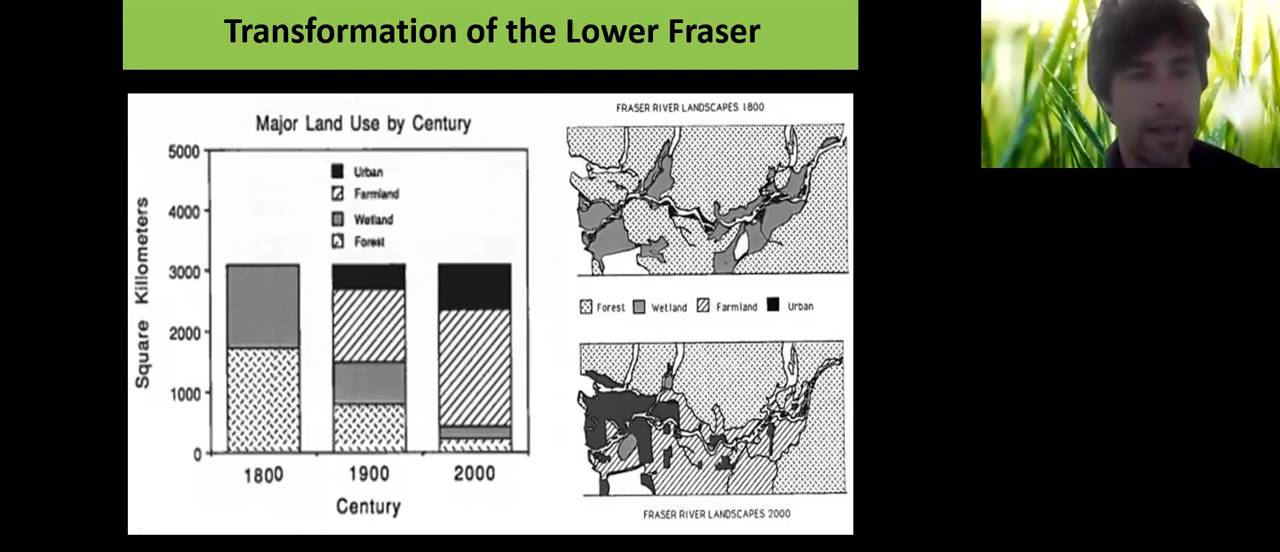 Transformation of the Lower Fraser
Major Land Use by Century
5000
4000
3000
2000
1000
0
Square Killometers
Urban
Farmland
Wetland
Forest
1800
1900
2000
Century
FRASER RIVER LANDSCAPES 1800
Forest Wetland Farmland Urban
FRASER RIVER LANDSCAPES 2000